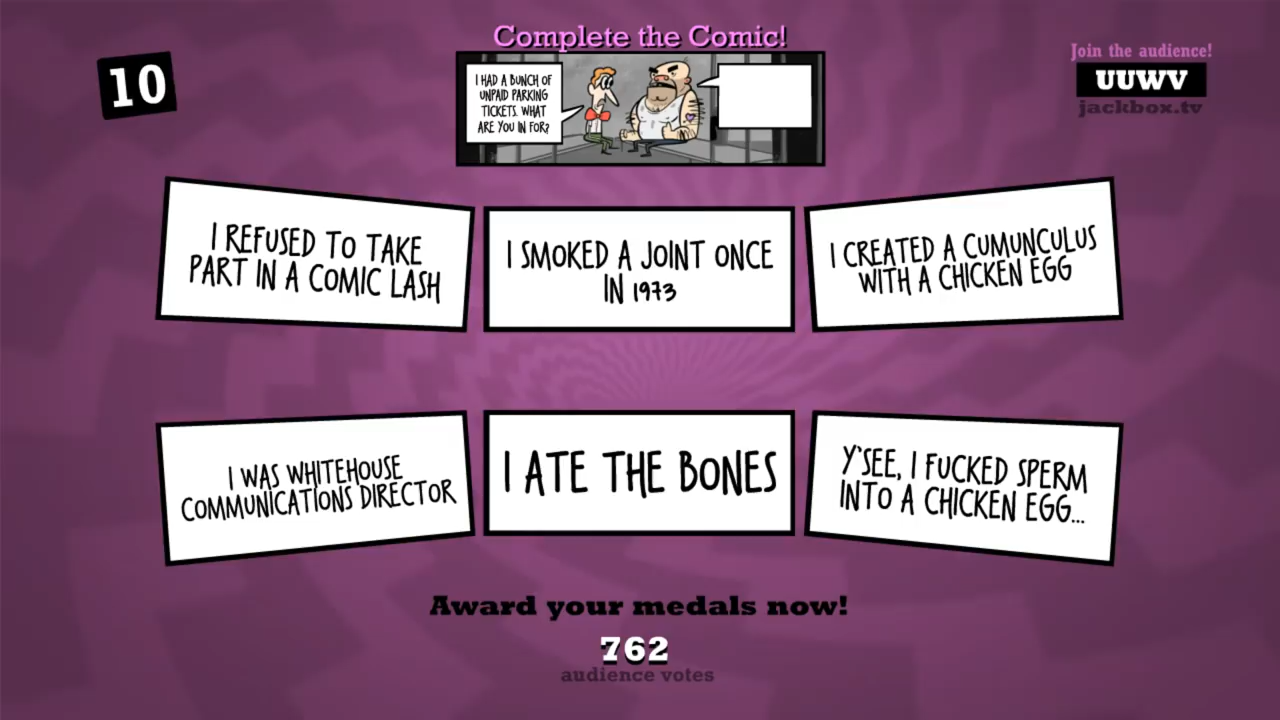 Complete the Comic!
10
Join the audience!
UUWV
jackbox.tv
I HAD A BUNCH OF
UNPAID PARKING
TICKETS. WHAT
ARE YOU IN FOR?
I REFUSED TO TAKE
PART IN A COMIC LASH
I SMOKED A JOINT ONCE
IN 1973
I CREATED A CUMUNCULUS
WITH A CHICKEN EGG
I WAS WHITEHOUSE
COMMUNICATIONS DIRECTOR
I ATE THE BONES
Y'SEE, I FUCKED SPERM
INTO A CHICKEN EGG...
Award your medals now!
762
audience votes